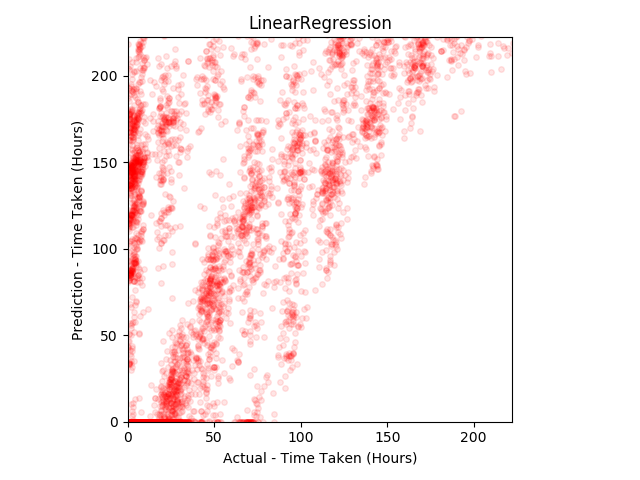 LinearRegression
Prediction - Time Taken (Hours)
200
150
100
50
0
0 50 100 150 200
Actual - Time Taken (Hours)